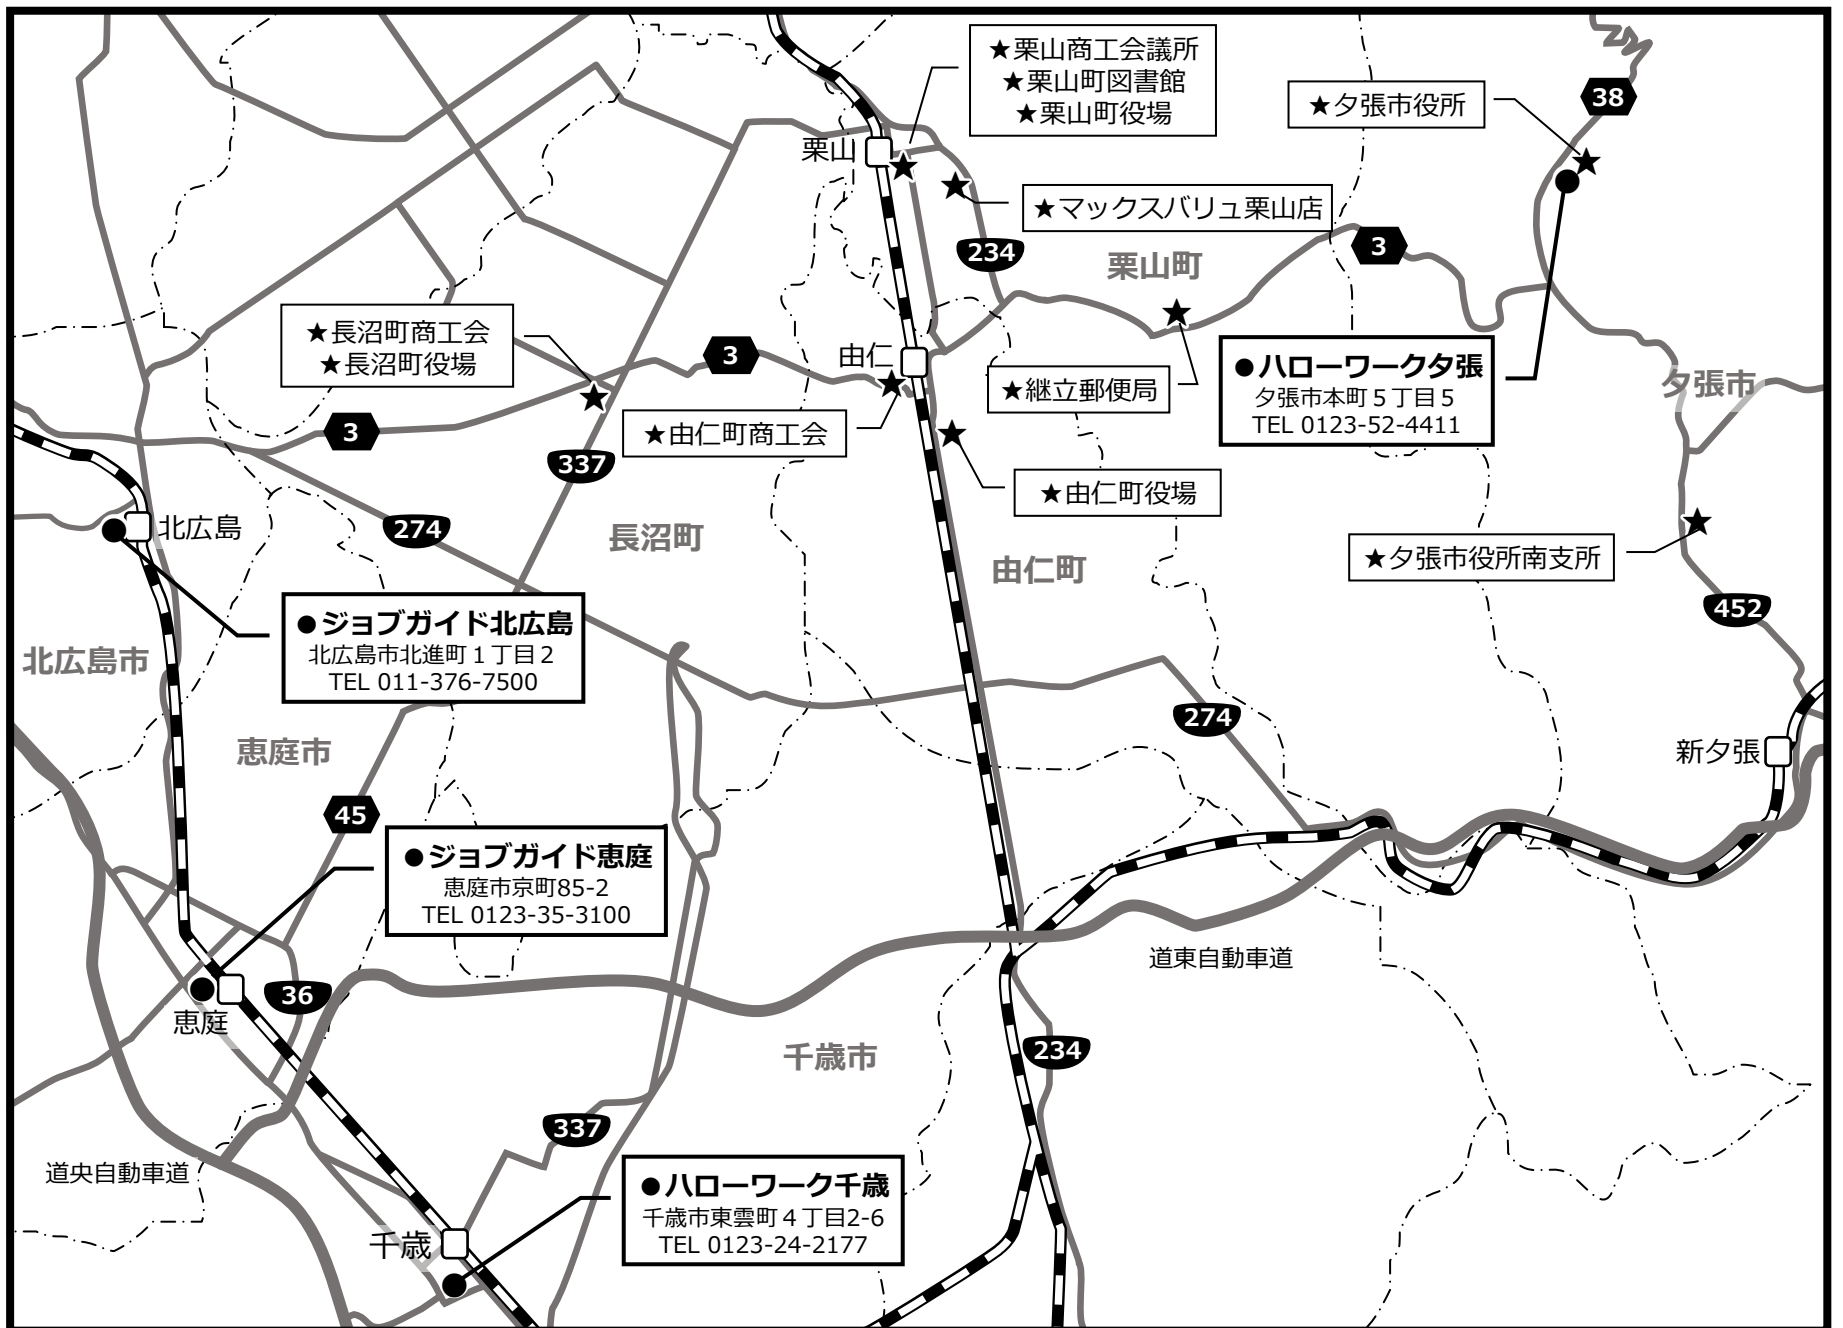 ★栗山商工会議所
★栗山町図書館
★栗山町役場
★夕張市役所
38
栗山
★マックスバリュ栗山店
234
栗山町
3
★長沼町商工会
★長沼町役場
3
由仁
★継立郵便局
●ハローワーク夕張
夕張市本町５丁目５
TEL 0123-52-4411
夕張市
3
★由仁町商工会
337
★由仁町役場
北広島
274
長沼町
由仁町
★夕張市役所南支所
452
●ジョブガイド北広島
北広島市北進町１丁目２
TEL 011-376-7500
北広島市
274
恵庭市
新夕張
45
●ジョブガイド恵庭
恵庭市京町85-2
TEL 0123-35-3100
道東自動車道
36
恵庭
千歳市
234
337
道央自動車道
●ハローワーク千歳
千歳市東雲町４丁目2-6
TEL 0123-24-2177
千歳